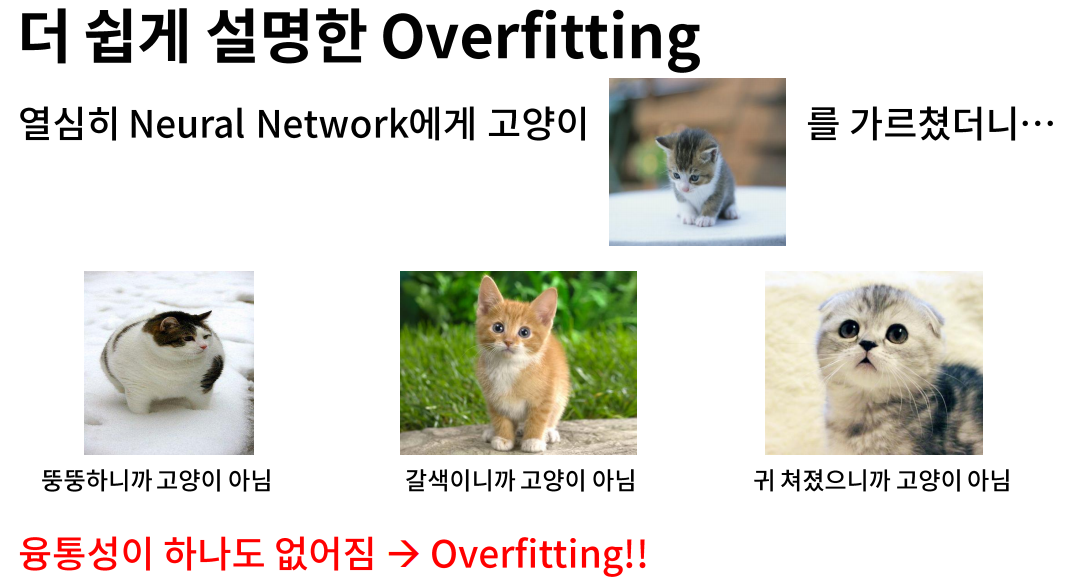 더 쉽게 설명한 Overfitting
열심히 Neural Network에게 고양이 를 가르쳤더니…
뚱뚱하니까 고양이 아님
갈색이니까 고양이 아님
귀 쳐졌으니까 고양이 아님
융통성이 하나도 없어짐 → Overfitting!!